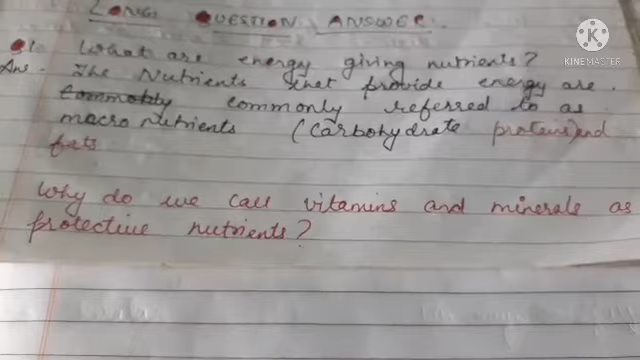 LONG QUESTION ANSWER.
Q1 What are energy giving nutrients?
Ans. The Nutrients that provide energy are.
Commonly commonly referred to as
macro nutrients (Carbohydrate proteins) and
fats
Why do we call vitamins and minerals as
protective nutrients?
K
KINEMASTER